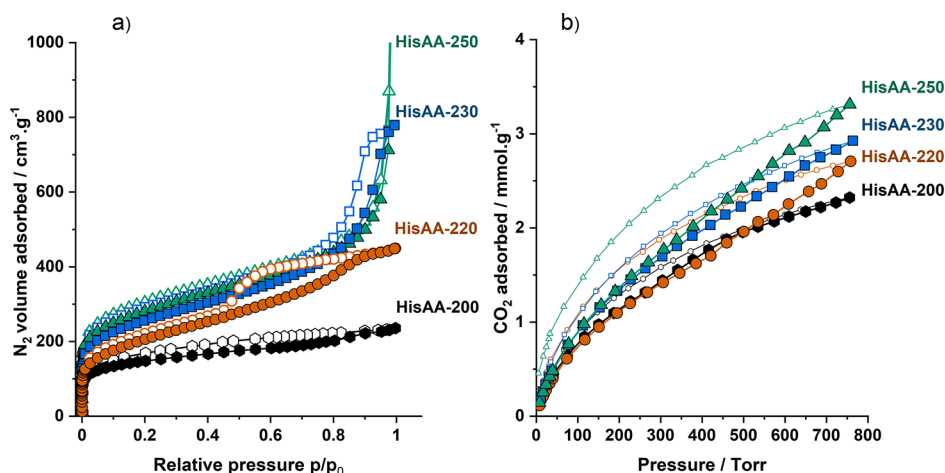 a)
N2 volume adsorbed / cm3.g-1
1000
800
600
400
200
0
HisAA-250
HisAA-230
HisAA-220
HisAA-200
0 0.2 0.4 0.6 0.8 1
Relative pressure p/p0
b)
CO2 adsorbed / mmol.g-1
4
3
2
1
0
HisAA-250
HisAA-230
HisAA-220
HisAA-200
0 100 200 300 400 500 600 700 800
Pressure / Torr